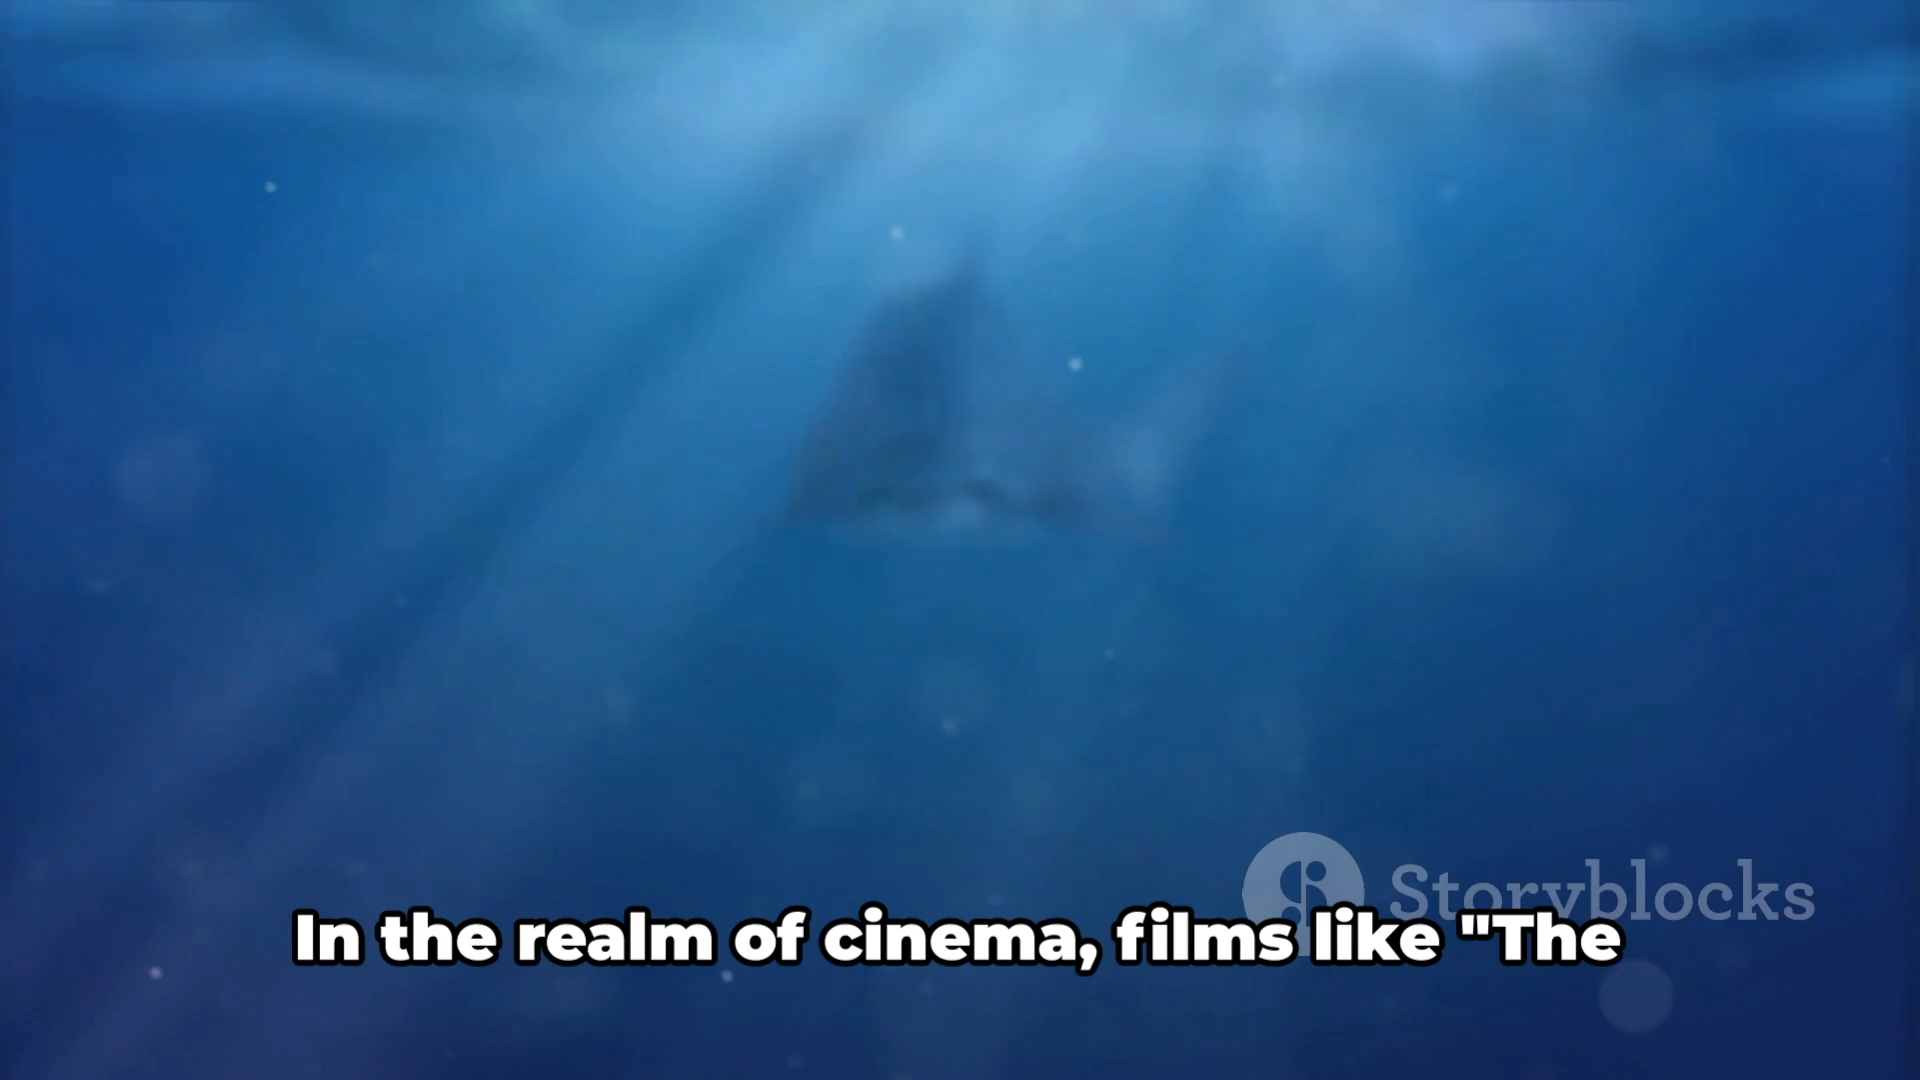 Storyblocks
In the realm of cinema, films like "The